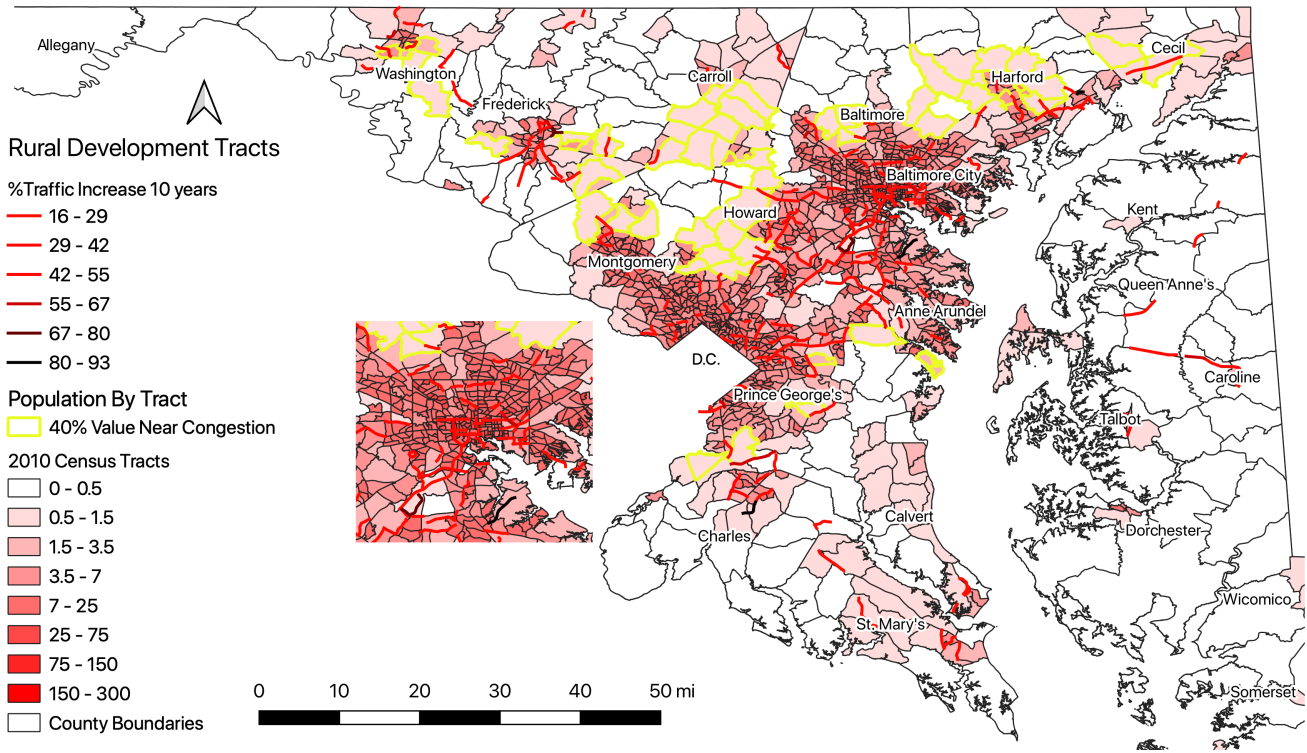 Rural Development Tracts
%Traffic Increase 10 years
16 - 29
29 - 42
42 - 55
55 - 67
67 - 80
80 - 93
Population By Tract
40% Value Near Congestion
2010 Census Tracts
0 - 0.5
0.5 - 1.5
1.5 - 3.5
3.5 - 7
7 - 25
25 - 75
75 - 150
150 - 300
County Boundaries
0 10 20 30 40 50 mi
Allegany
Washington
Frederick
Carroll
Baltimore
Harford
Cecil
Baltimore City
Howard
Kent
Montgomery
Queen Anne's
Anne Arundel
D.C.
Caroline
Prince George's
Talbot
Calvert
Charles
Dorchester
Wicomico
St. Mary's
Somerset